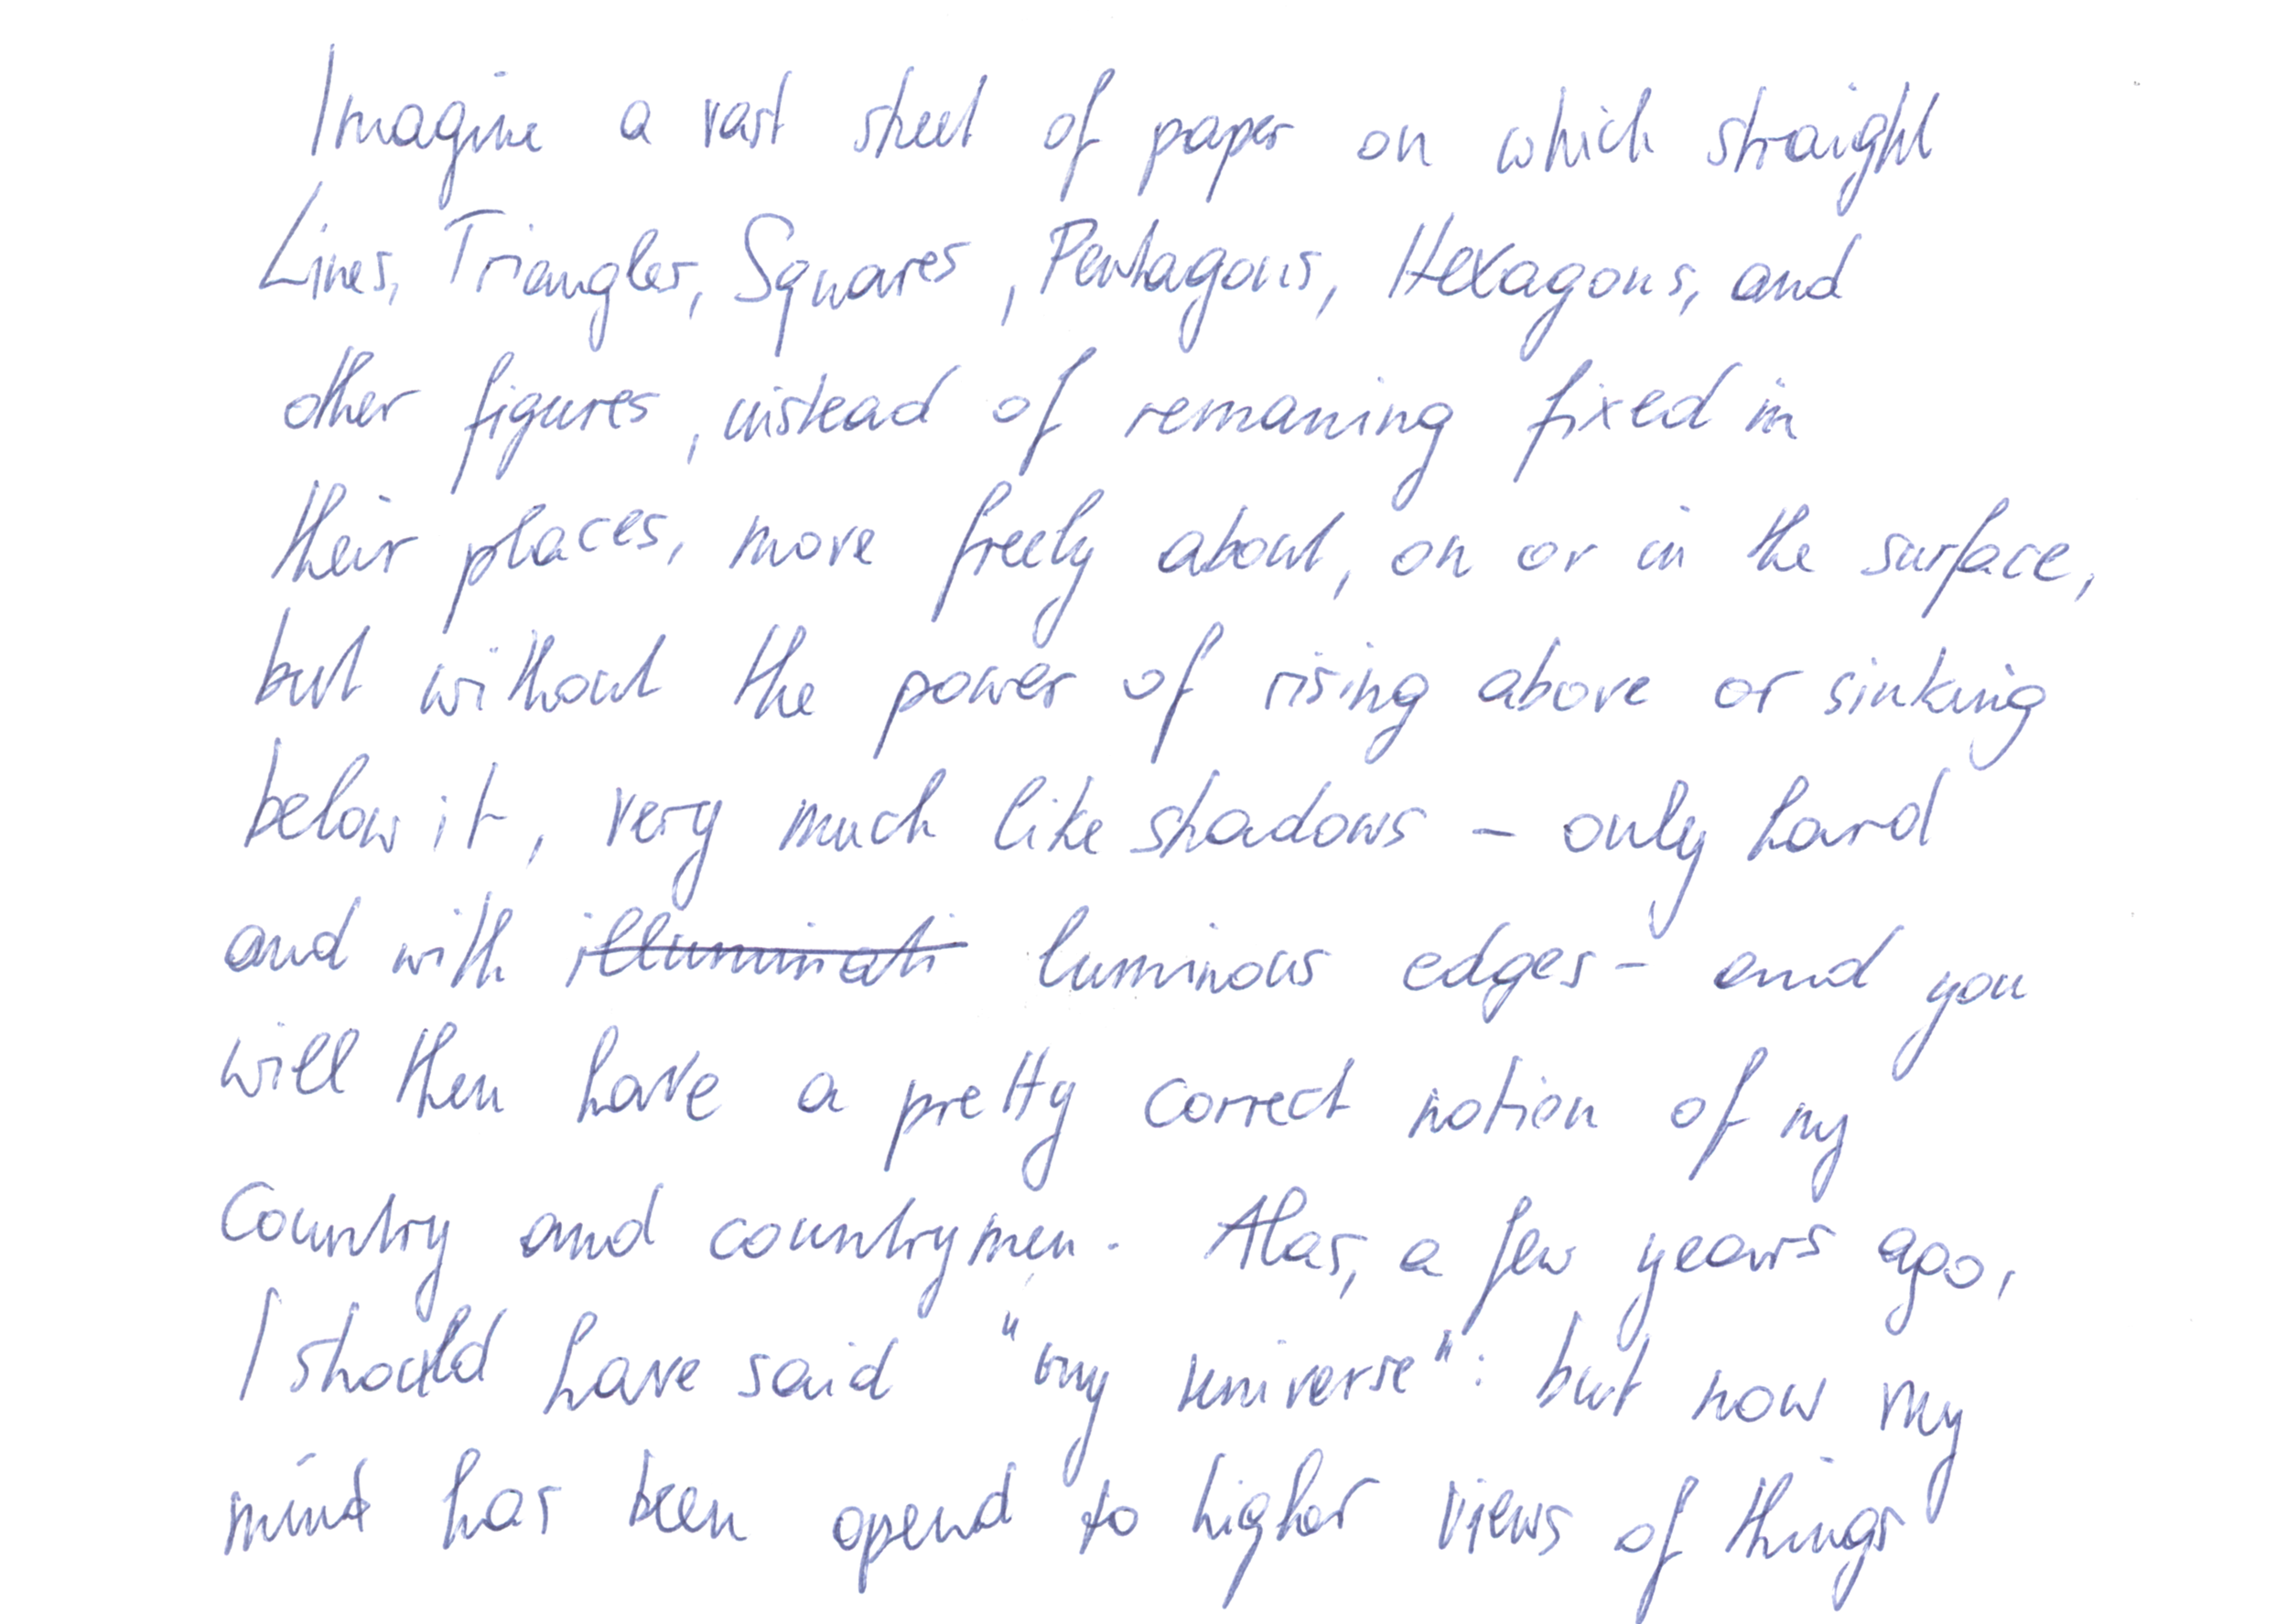 Imagine a vast sheet of paper on which straight
Lines, Triangles, Squares, Pentagons, Hexagons, and
other figures, instead of remaning fixed in
their places, move freely about, on or in the surface,
but without the power of rising above or sinking
below it, very much like shadows – only hard
and with illuminati luminous edges – and you
will then have a pretty correct notion of my
Country and countrymen. Alas, a few years ago,
I should have said "my universe": but now my
mind has been opend to higher views of things